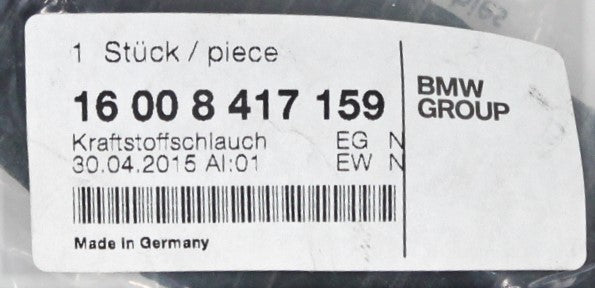 1 Stück / piece
16 00 8 417 159
BMW
GROUP
Kraftstoffschlauch EG N
30.04.2015 AI:01 EW N
Made in Germany